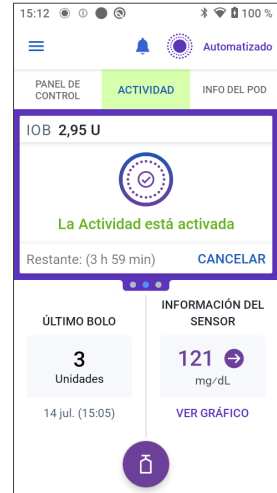 15:12
100 %
Automatizado
PANEL DE
CONTROL
ACTIVIDAD
INFO DEL POD
IOB 2,95 U
La Actividad está activada
Restante: (3 h 59 min)
CANCELAR
ÚLTIMO BOLO
3
Unidades
14 jul. (15:05)
INFORMACIÓN DEL
SENSOR
121
mg/dL
VER GRÁFICO